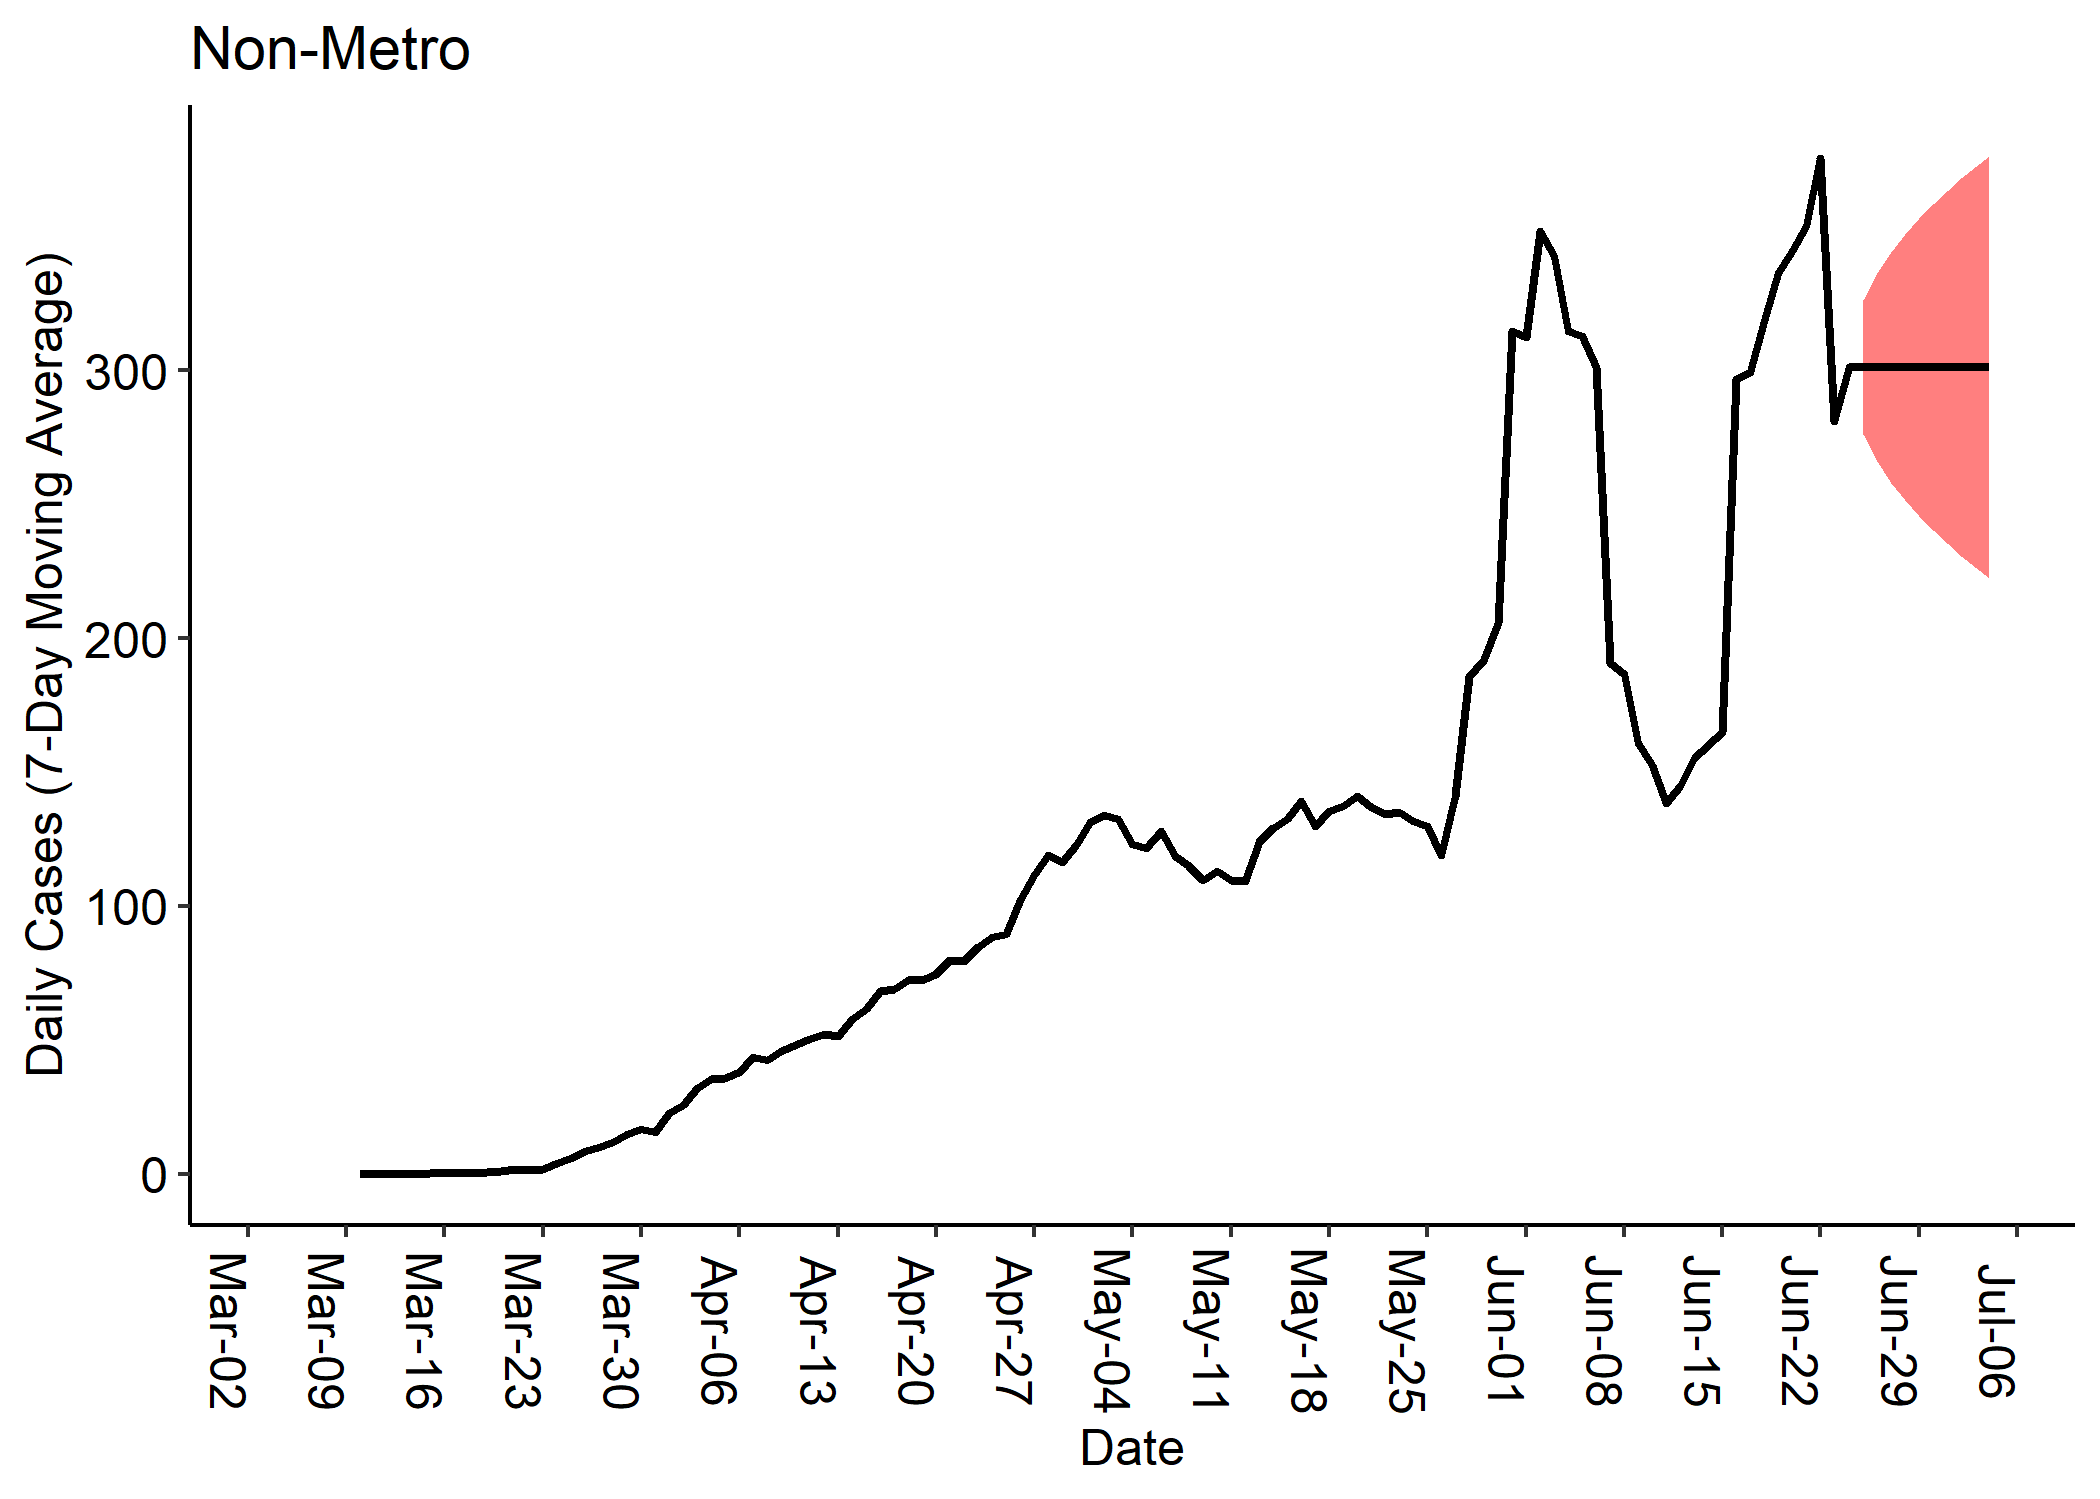 Non-Metro
Daily Cases (7-Day Moving Average)
300
200
100
0
Mar-02
Mar-09
Mar-16
Mar-23
Mar-30
Apr-06
Apr-13
Apr-20
Apr-27
May-04
May-11
May-18
May-25
Jun-01
Jun-08
Jun-15
Jun-22
Jun-29
Jul-06
Date